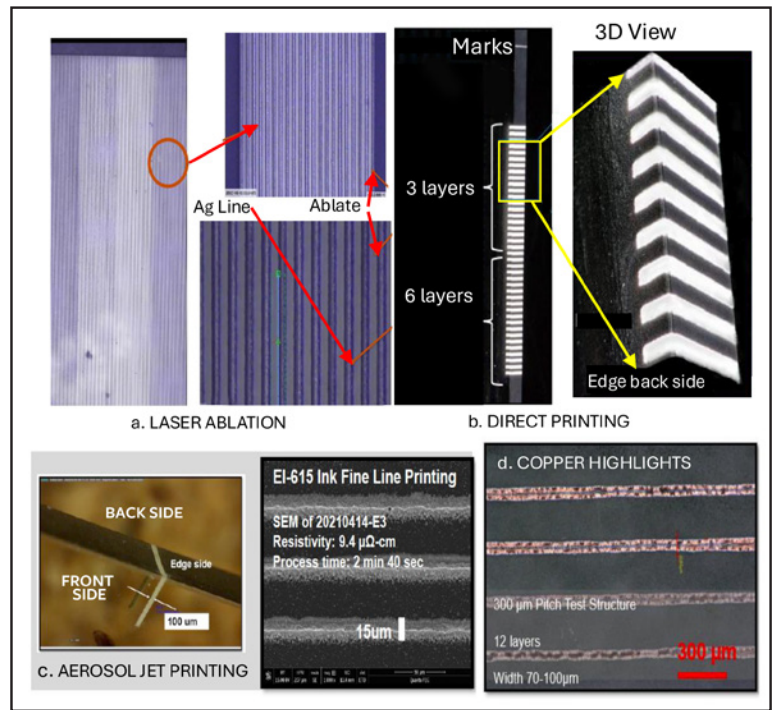 Marks
3D View
3 layers
6 layers
Ag Line
Ablate
Edge back side
a. LASER ABLATION
b. DIRECT PRINTING
BACK SIDE
Edge side
FRONT
SIDE
100 um
c. AEROSOL JET PRINTING
EI-615 Ink Fine Line Printing
SEM of 20210414-E3
Resistivity: 9.4 µΩ-cm
Process time: 2 min 40 sec
15um
d. COPPER HIGHLIGHTS
300 µm Pitch Test Structure
12 layers
300 µm
Width 70-100µm